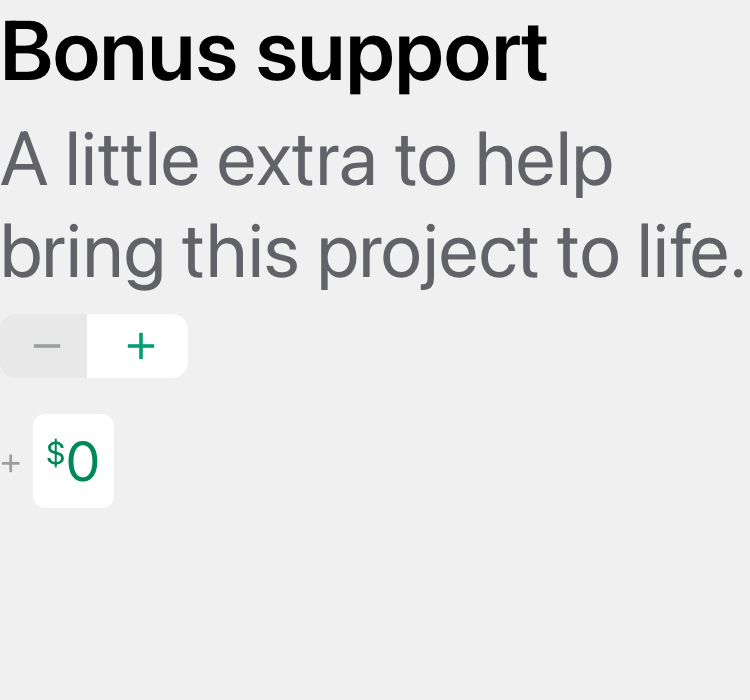 Bonus support
A little extra to help
bring this project to life.
− +
+ $0